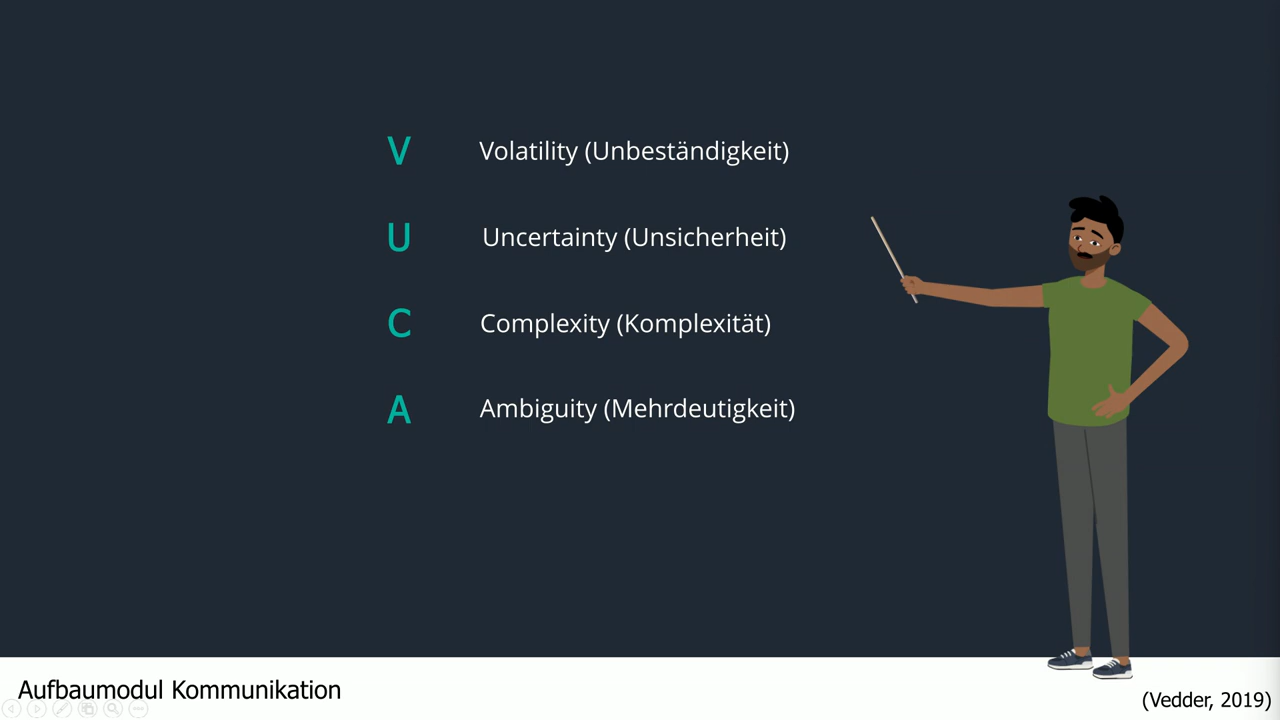 V Volatility (Unbeständigkeit)
U Uncertainty (Unsicherheit)
C Complexity (Komplexität)
A Ambiguity (Mehrdeutigkeit)
Aufbaumodul Kommunikation
(Vedder, 2019)